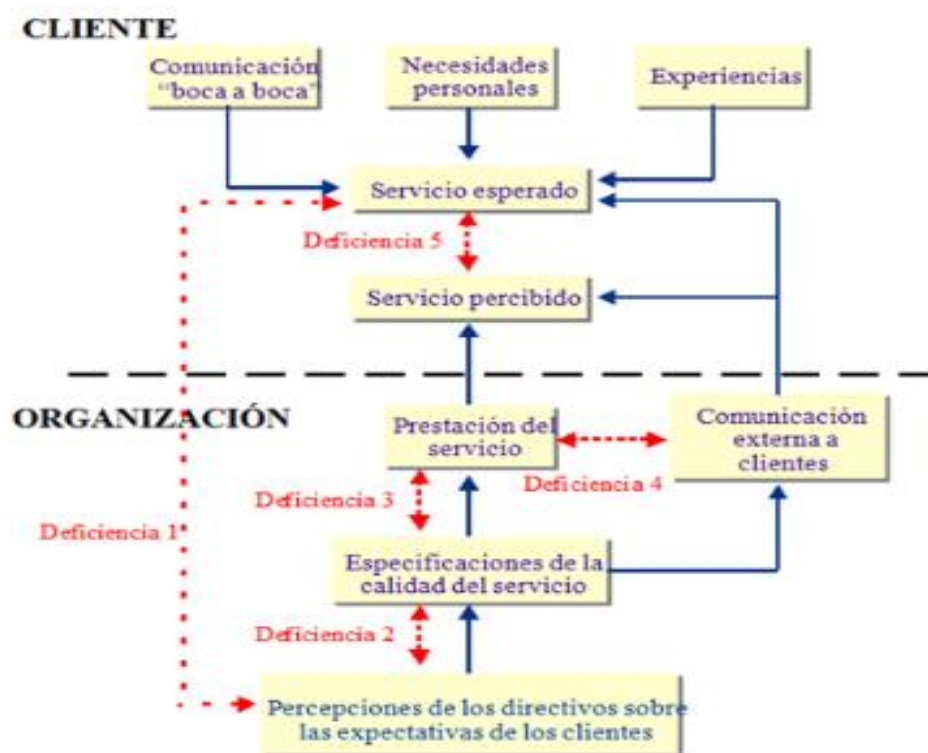 CLIENTE
Comunicación
"boca a boca"
Necesidades
personales
Experiencias
Servicio esperado
Deficiencia 5
Servicio percibido
ORGANIZACIÓN
Prestación del
servicio
Comunicación
externa a
clientes
Deficiencia 4
Deficiencia 3
Deficiencia 1
Especificaciones de la
calidad del servicio
Deficiencia 2
Percepciones de los directivos sobre
las expectativas de los clientes